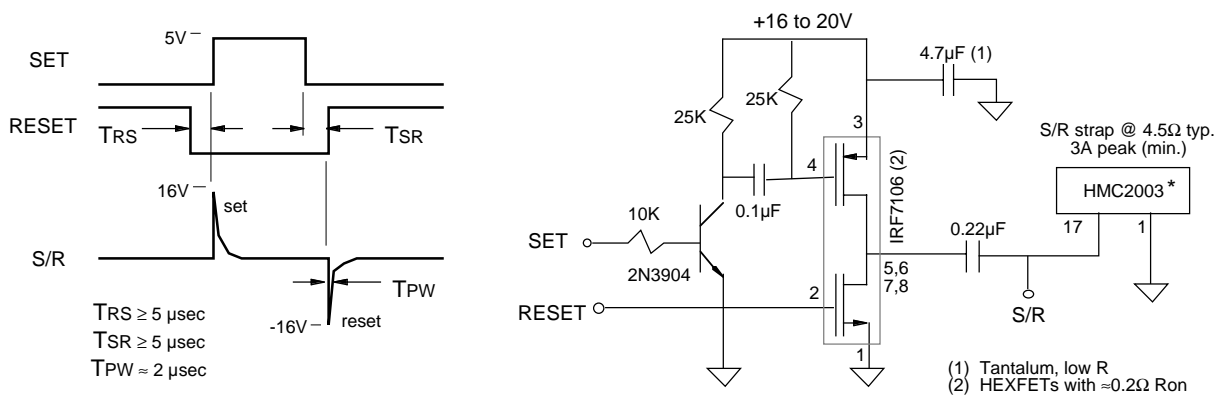 SET
5V
RESET
TRS
TSR
16V
set
S/R
TPW
-16V
reset
TRS ≥ 5 µsec
TSR ≥ 5 µsec
TPW ≈ 2 µsec
+16 to 20V
4.7µF (1)
25K
25K
3
4
IRF7106 (2)
0.1µF
10K
SET
2N3904
RESET
2
5,6
7,8
1
0.22µF
S/R
S/R strap @ 4.5Ω typ.
3A peak (min.)
HMC2003*
17
1
(1) Tantalum, low R
(2) HEXFETs with ≈0.2Ω Ron